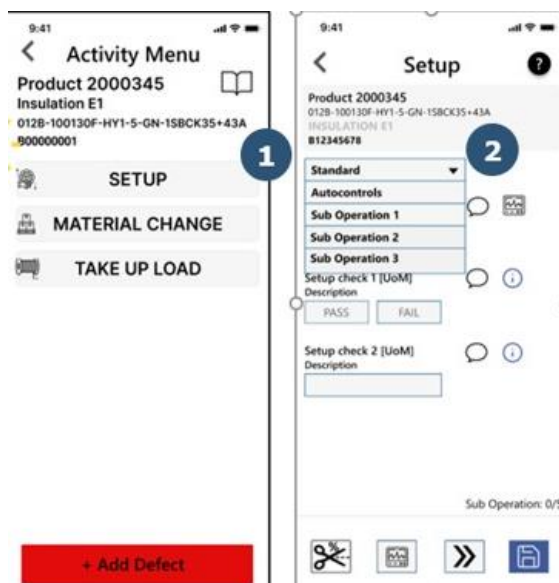 9:41
Activity Menu
Product 2000345
Insulation E1
012B-100130F-HY1-5-GN-1SBCK35+43A
B00000001
1
SETUP
MATERIAL CHANGE
TAKE UP LOAD
+ Add Defect
9:41
Setup
?
Product 2000345
012B-100130F-HY1-5-GN-1SBCK35+43A
INSULATION E1
B12345678
2
Standard
Autocontrols
Sub Operation 1
Sub Operation 2
Sub Operation 3
Setup check 1 [UoM]
Description
PASS FAIL
Setup check 2 [UoM]
Description
Sub Operation: 0/5